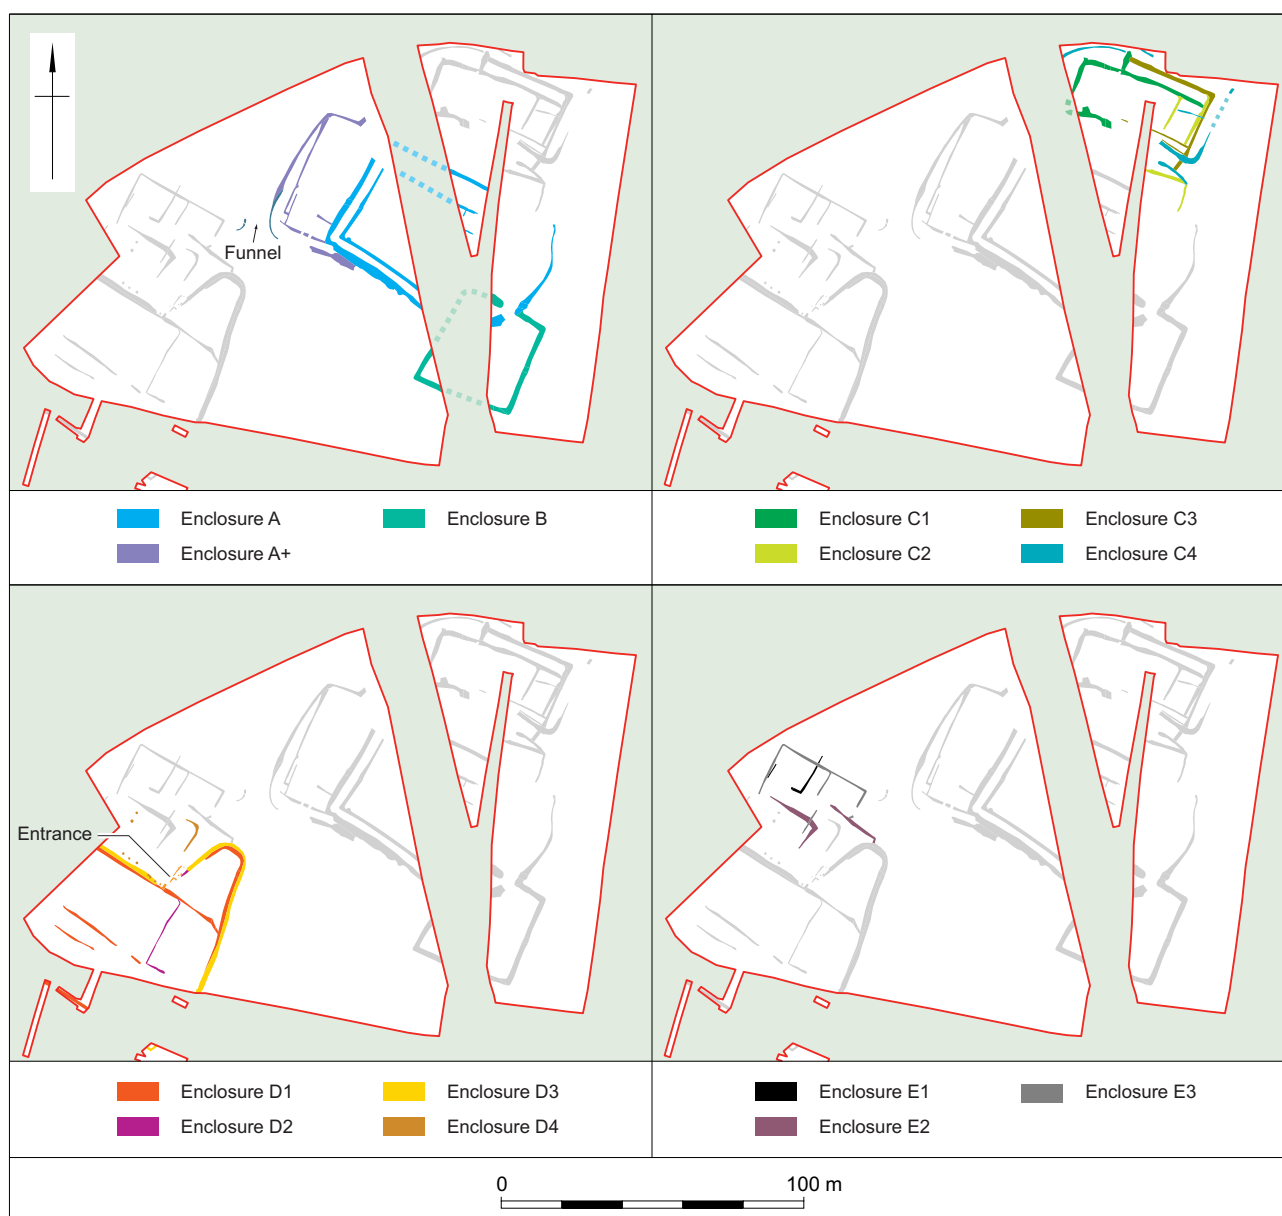 Funnel
Enclosure A
Enclosure B
Enclosure A+
Enclosure C1
Enclosure C3
Enclosure C2
Enclosure C4
Entrance
Enclosure D1
Enclosure D3
Enclosure D2
Enclosure D4
Enclosure E1
Enclosure E3
Enclosure E2
0 100 m